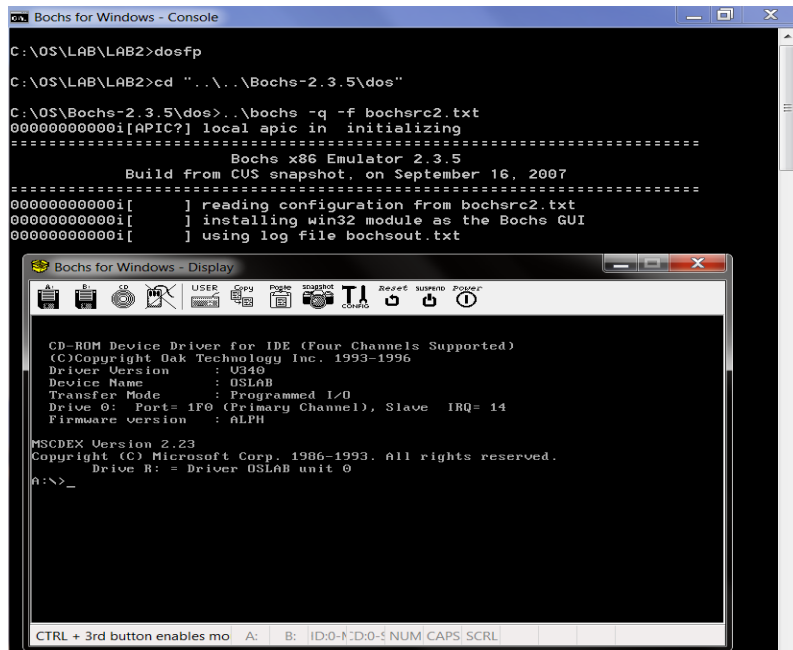 Bochs for Windows - Console
C:\OS\LAB\LAB2>dosfp
C:\OS\LAB\LAB2>cd "..\..\Bochs-2.3.5\dos"
C:\OS\Bochs-2.3.5\dos>..\bochs -q -f bochsrc2.txt
00000000000i[APIC?] local apic in  initializing
========================================================================
Bochs x86 Emulator 2.3.5
Build from CVS snapshot, on September 16, 2007
========================================================================
00000000000i[     ] reading configuration from bochsrc2.txt
00000000000i[     ] installing win32 module as the Bochs GUI
00000000000i[     ] using log file bochsout.txt
Bochs for Windows - Display
A: B: CD USER Copy Paste snapshot CONFIG Reset SUSPEND Power
CD-ROM Device Driver for IDE (Four Channels Supported)
(C)Copyright Oak Technology Inc. 1993-1996
Driver Version     : V340
Device Name        : OSLAB
Transfer Mode      : Programmed I/O
Drive 0:  Port= 1F0 (Primary Channel), Slave  IRQ= 14
Firmware version   : ALPH
MSCDEX Version 2.23
Copyright (C) Microsoft Corp. 1986-1993. All rights reserved.
Drive R: = Driver OSLAB unit 0
A:\>_
CTRL + 3rd button enables mo A: B: ID:0-M CD:0-S NUM CAPS SCRL